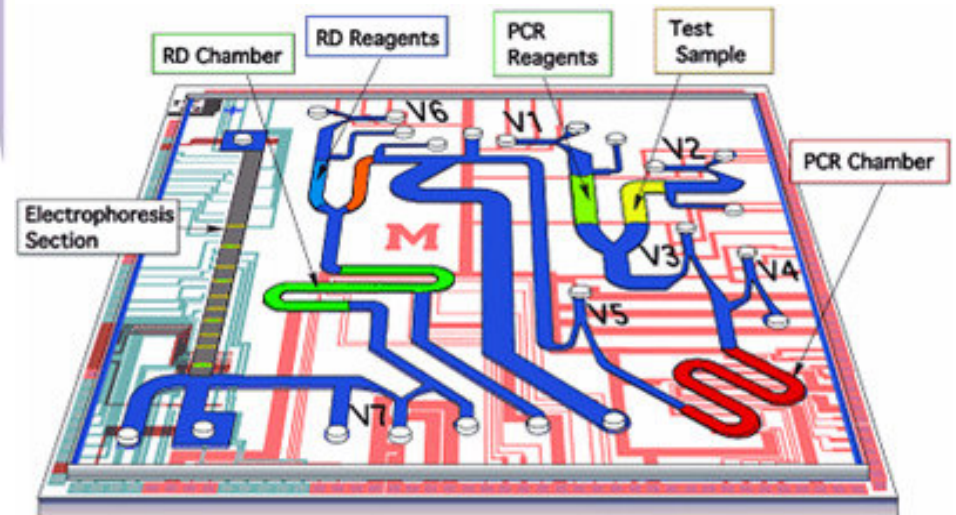 RD Chamber
RD Reagents
PCR
Reagents
Test
Sample
V6
V1
V2
PCR Chamber
Electrophoresis
Section
M
V3
V4
V5
V7